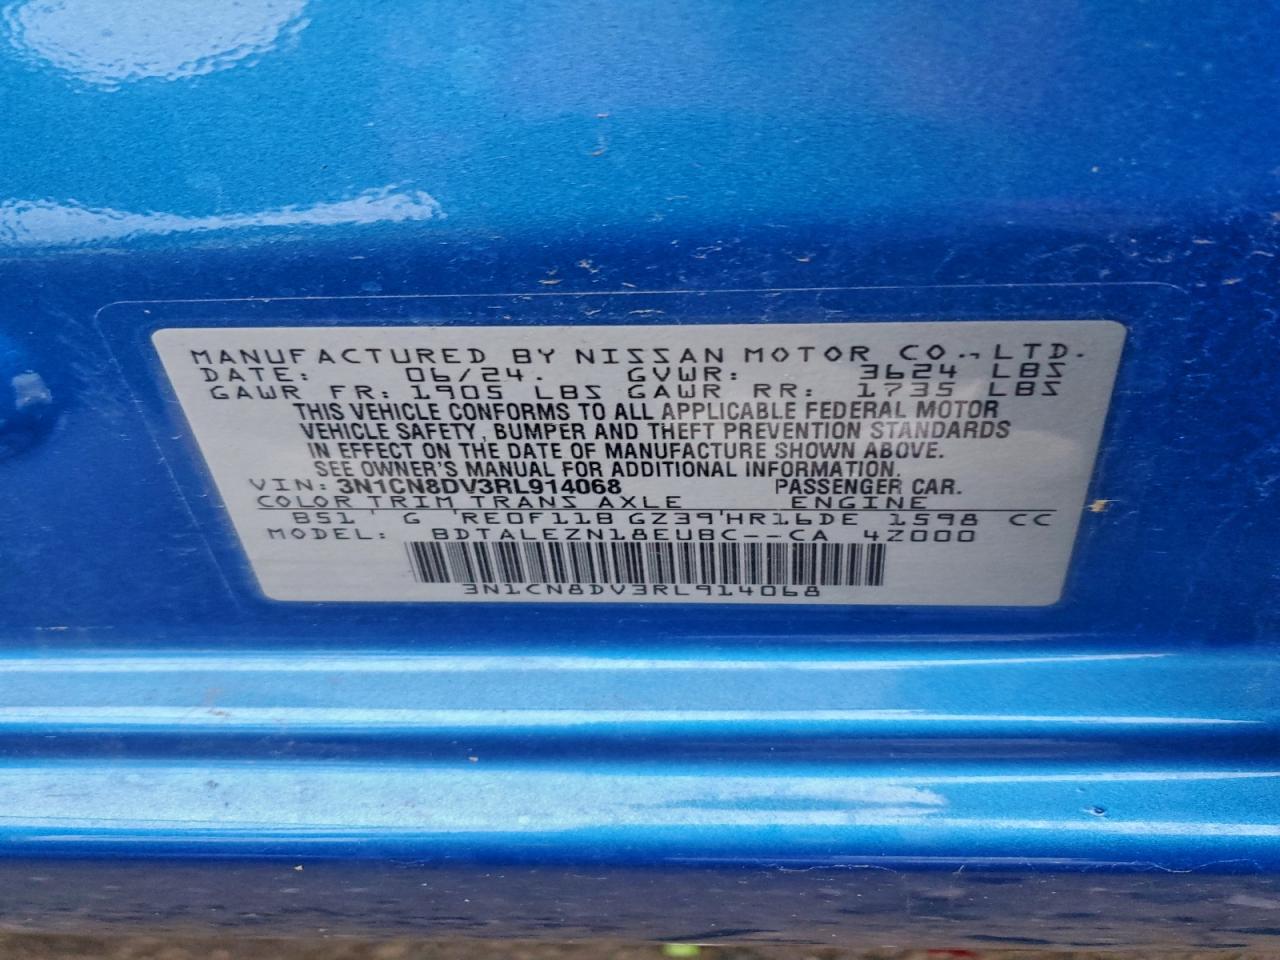 MANUFACTURED BY NISSAN MOTOR CO., LTD.
DATE: 06/24. GVWR: 3624 LBS
GAWR FR: 1905 LBS GAWR RR: 1735 LBS
THIS VEHICLE CONFORMS TO ALL APPLICABLE FEDERAL MOTOR
VEHICLE SAFETY, BUMPER AND THEFT PREVENTION STANDARDS
IN EFFECT ON THE DATE OF MANUFACTURE SHOWN ABOVE.
SEE OWNER'S MANUAL FOR ADDITIONAL INFORMATION.
VIN: 3N1CN8DV3RL914068 PASSENGER CAR.
COLOR TRIM TRANS AXLE ENGINE
B51 G RE0F11B GZ39 HR16DE 1598 CC
MODEL: BDTALEZN18EUBC--CA 4Z000
3N1CN8DV3RL914068